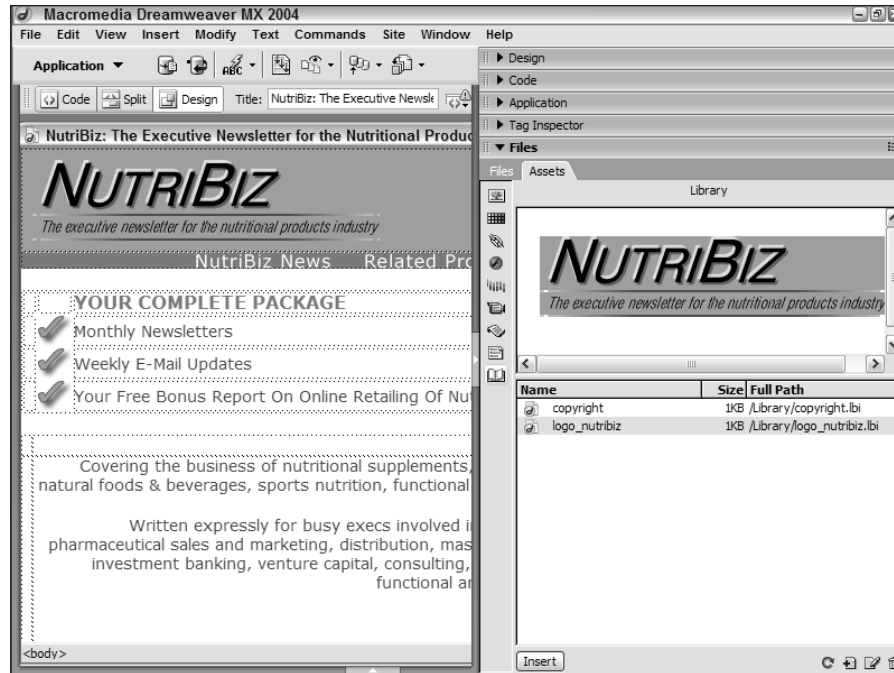 Macromedia Dreamweaver MX 2004
File Edit View Insert Modify Text Commands Site Window Help
Application
ABC
Code Split Design Title: NutriBiz: The Executive Newsle
NutriBiz: The Executive Newsletter for the Nutritional Produc
NUTRIBIZ
The executive newsletter for the nutritional products industry
NutriBiz News Related Pro
YOUR COMPLETE PACKAGE
Monthly Newsletters
Weekly E-Mail Updates
Your Free Bonus Report On Online Retailing Of Nu
Covering the business of nutritional supplements,
natural foods & beverages, sports nutrition, functional
Written expressly for busy execs involved i
pharmaceutical sales and marketing, distribution, mas
investment banking, venture capital, consulting,
functional a
<body>
Design
Code
Application
Tag Inspector
Files
Files Assets
Library
NUTRIBIZ
The executive newsletter for the nutritional products industry
Name Size Full Path
copyright 1KB /Library/copyright.lbi
logo_nutribiz 1KB /Library/logo_nutribiz.lbi
Insert